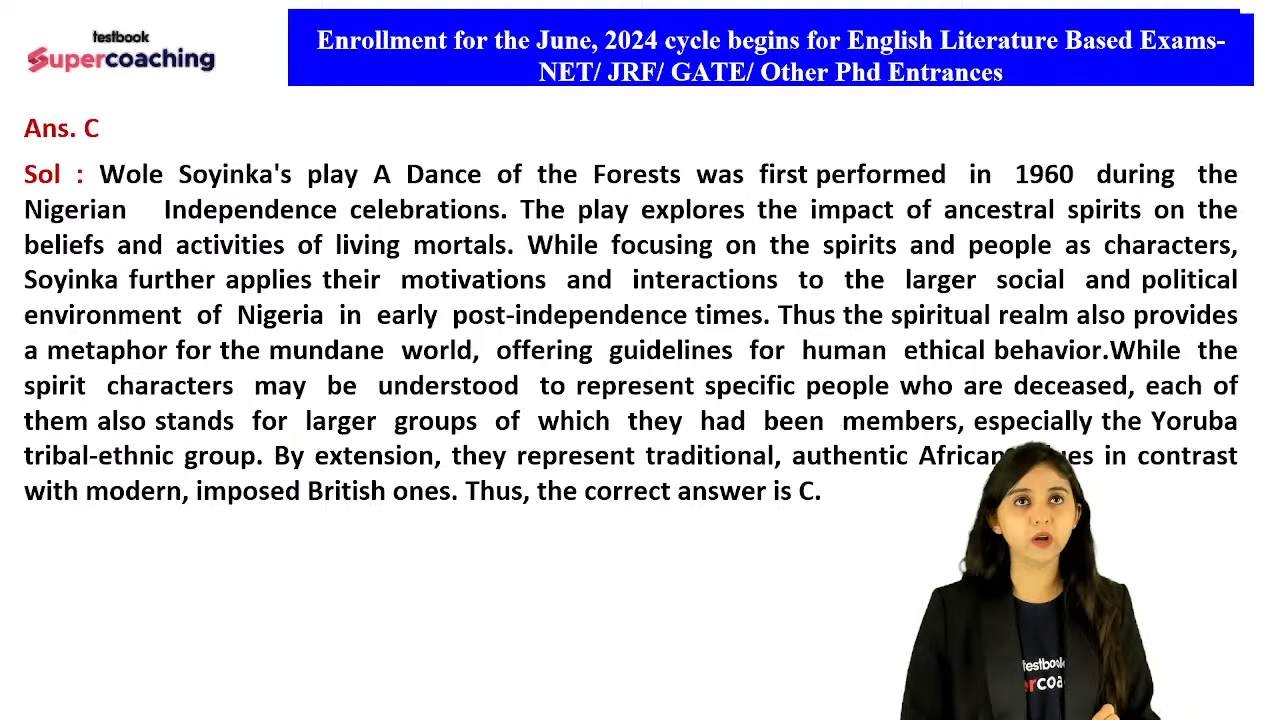 testbook
Supercoaching
Enrollment for the June, 2024 cycle begins for English Literature Based Exams-
NET/ JRF/ GATE/ Other Phd Entrances
Ans. C
Sol : Wole Soyinka's play A Dance of the Forests was first performed in 1960 during the
Nigerian Independence celebrations. The play explores the impact of ancestral spirits on the
beliefs and activities of living mortals. While focusing on the spirits and people as characters,
Soyinka further applies their motivations and interactions to the larger social and political
environment of Nigeria in early post-independence times. Thus the spiritual realm also provides
a metaphor for the mundane world, offering guidelines for human ethical behavior.While the
spirit characters may be understood to represent specific people who are deceased, each of
them also stands for larger groups of which they had been members, especially the Yoruba
tribal-ethnic group. By extension, they represent traditional, authentic African in contrast
with modern, imposed British ones. Thus, the correct answer is C.
testbook